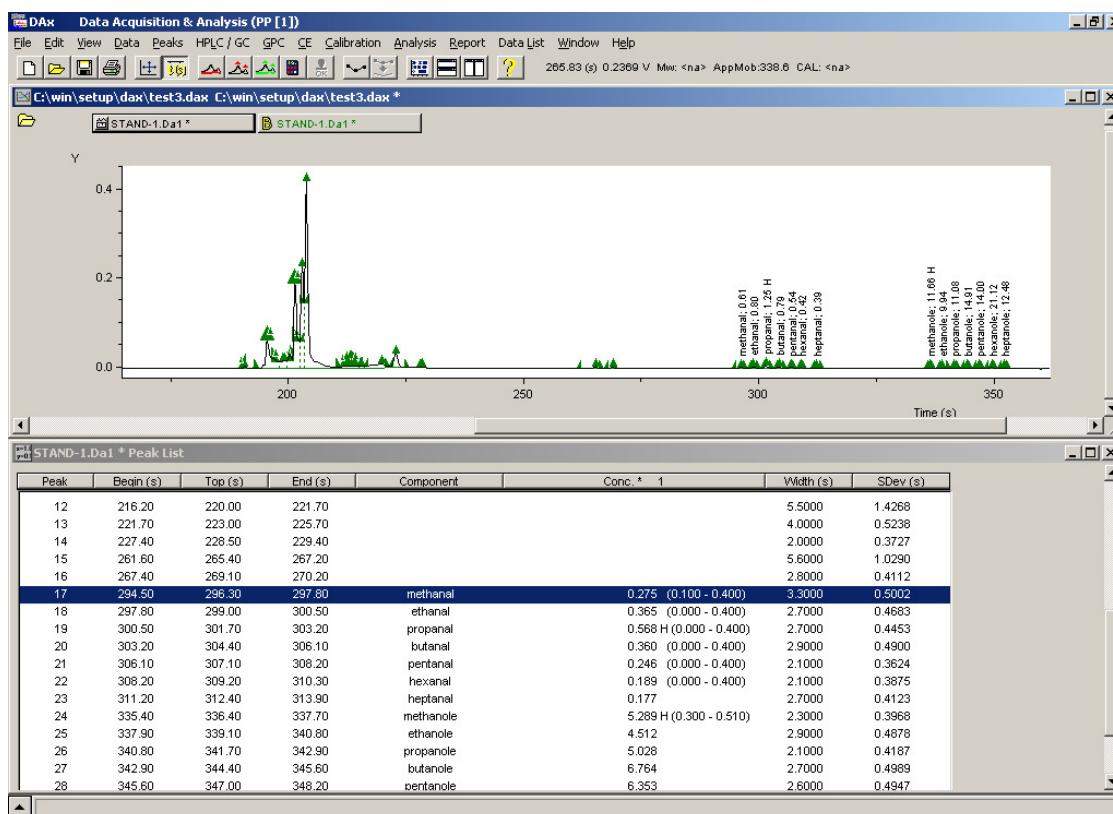 DAx Data Acquisition & Analysis (PP [1])
File Edit View Data Peaks HPLC / GC GPC CE Calibration Analysis Report Data List Window Help
265.83 (s) 0.2369 V Mw: <na> AppMob:338.6 CAL: <na>
C:\win\setup\dax\test3.dax C:\win\setup\dax\test3.dax *
STAND-1.Da1 * STAND-1.Da1 *
Y
0.4
0.2
0.0
methanal; 0.61
ethanal; 0.80
propanal; 1.25 H
butanal; 0.79
pentanal; 0.54
hexanal; 0.42
heptanal; 0.39
methanole; 11.66 H
ethanole; 9.94
propanole; 11.08
butanole; 14.91
pentanole; 14.00
hexanole; 21.12
heptanole; 12.48
200 250 300 350
Time (s)
STAND-1.Da1 * Peak List
Peak Begin (s) Top (s) End (s) Component Conc. * 1 Width (s) SDev (s)
12 216.20 220.00 221.70 5.5000 1.4268
13 221.70 223.00 225.70 4.0000 0.5238
14 227.40 228.50 229.40 2.0000 0.3727
15 261.60 265.40 267.20 5.6000 1.0290
16 267.40 269.10 270.20 2.8000 0.4112
17 294.50 296.30 297.80 methanal 0.275 (0.100 - 0.400) 3.3000 0.5002
18 297.80 299.00 300.50 ethanal 0.365 (0.000 - 0.400) 2.7000 0.4683
19 300.50 301.70 303.20 propanal 0.568 H (0.000 - 0.400) 2.7000 0.4453
20 303.20 304.40 306.10 butanal 0.360 (0.000 - 0.400) 2.9000 0.4900
21 306.10 307.10 308.20 pentanal 0.246 (0.000 - 0.400) 2.1000 0.3624
22 308.20 309.20 310.30 hexanal 0.189 (0.000 - 0.400) 2.1000 0.3875
23 311.20 312.40 313.90 heptanal 0.177 2.7000 0.4123
24 335.40 336.40 337.70 methanole 5.289 H (0.300 - 0.510) 2.3000 0.3968
25 337.90 339.10 340.80 ethanole 4.512 2.9000 0.4878
26 340.80 341.70 342.90 propanole 5.028 2.1000 0.4187
27 342.90 344.40 345.60 butanole 6.764 2.7000 0.4989
28 345.60 347.00 348.20 pentanole 6.353 2.6000 0.4947